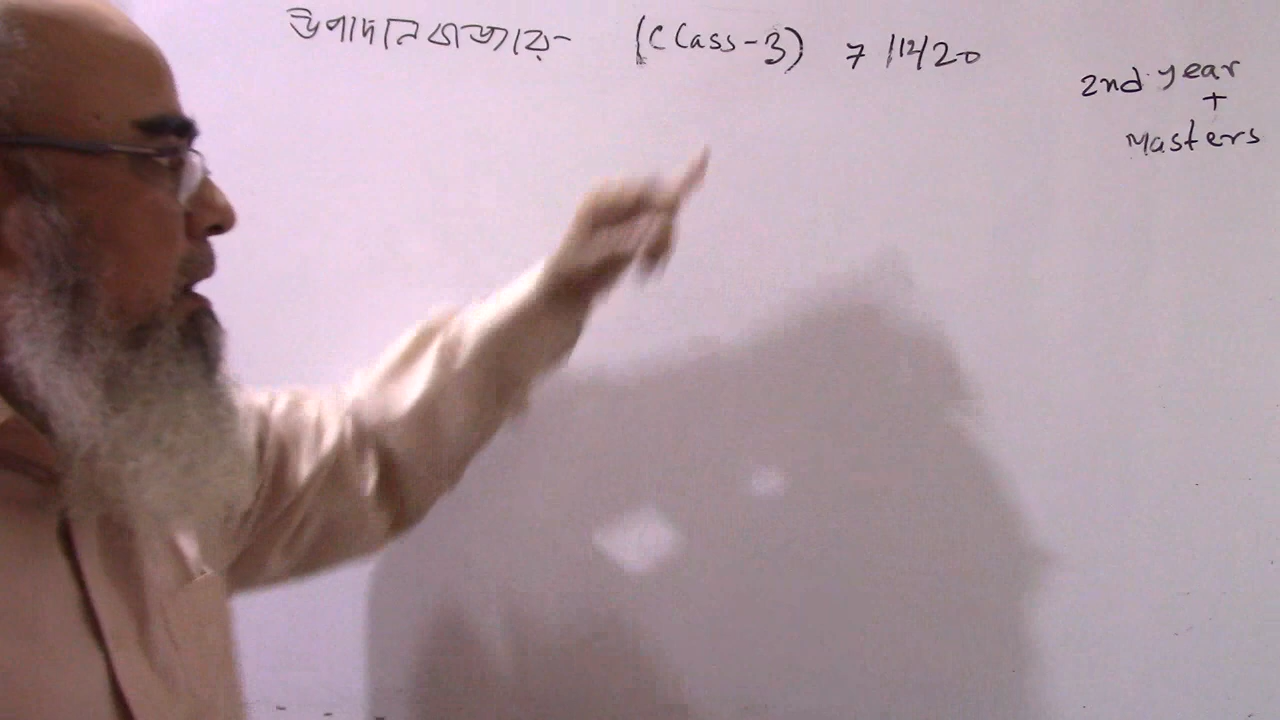 উপাদান বাজার- (Class-3) 7/12/20
2nd year
+
Masters